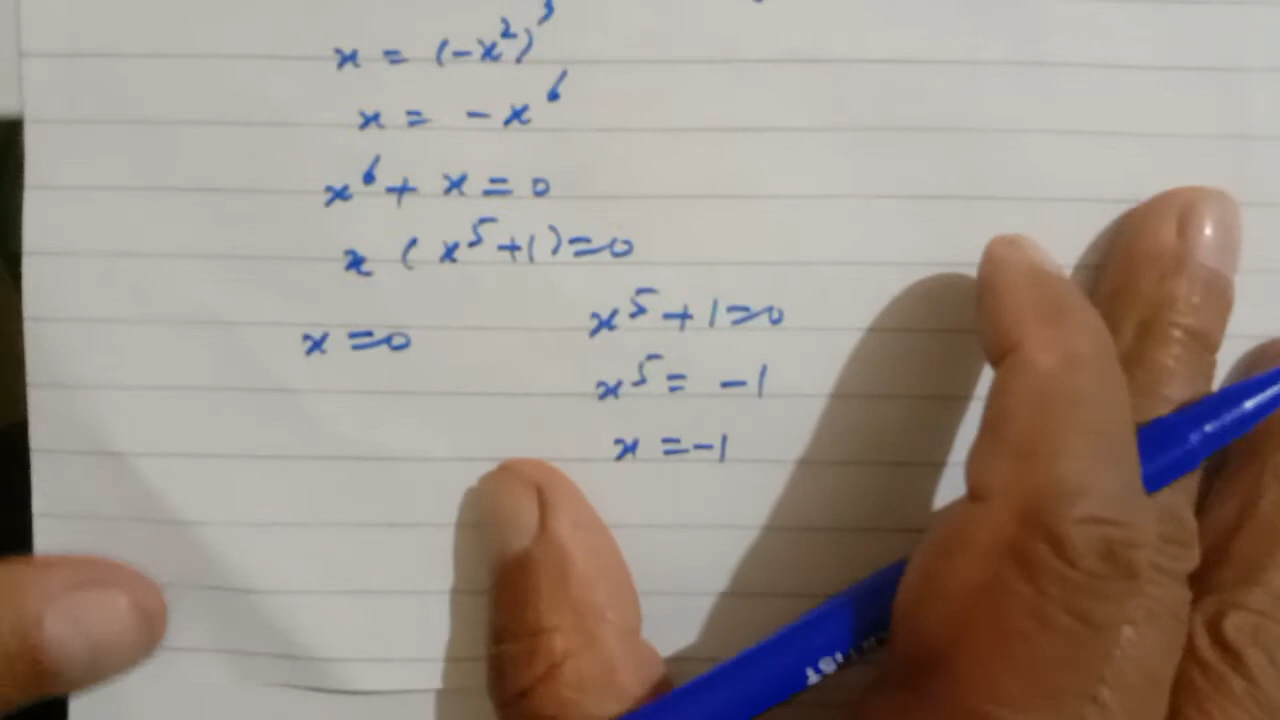 x = (-x²)³
x = -x⁶
x⁶ + x = 0
x (x⁵+1)=0
x⁵+1=0
x=0
x⁵= -1
x =-1